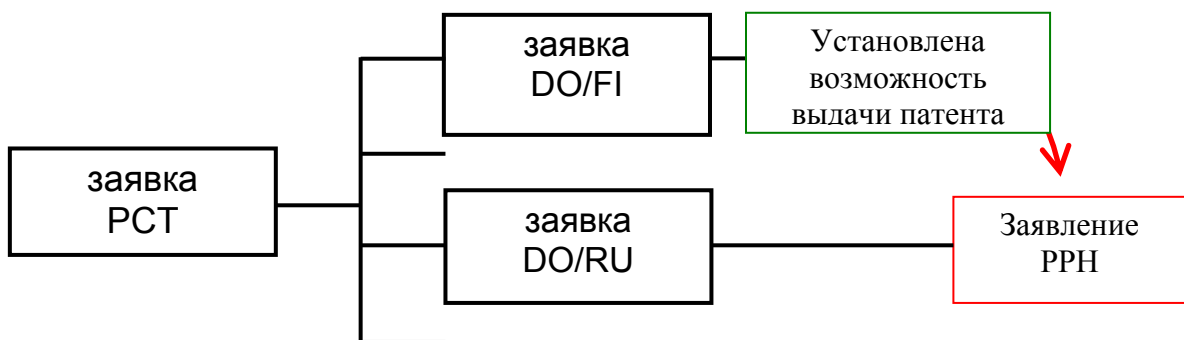 заявка
DO/FI
Установлена
возможность
выдачи патента
заявка
PCT
заявка
DO/RU
Заявление
PPH